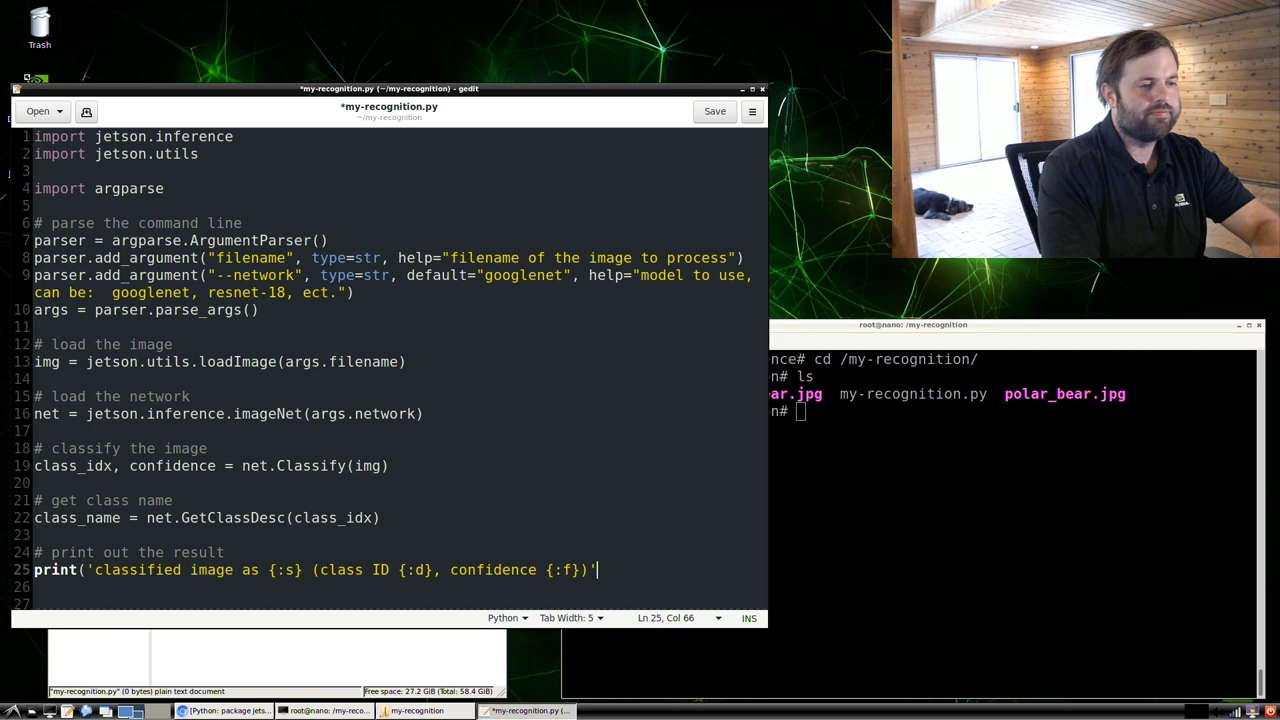 Trash
*my-recognition.py (~/my-recognition) - gedit
Open
*my-recognition.py
~/my-recognition
Save
1 import jetson.inference
2 import jetson.utils
3
4 import argparse
5
6 # parse the command line
7 parser = argparse.ArgumentParser()
8 parser.add_argument("filename", type=str, help="filename of the image to process")
9 parser.add_argument("--network", type=str, default="googlenet", help="model to use,
can be:  googlenet, resnet-18, ect.")
10 args = parser.parse_args()
11
12 # load the image
13 img = jetson.utils.loadImage(args.filename)
14
15 # load the network
16 net = jetson.inference.imageNet(args.network)
17
18 # classify the image
19 class_idx, confidence = net.Classify(img)
20
21 # get class name
22 class_name = net.GetClassDesc(class_idx)
23
24 # print out the result
25 print('classified image as {:s} (class ID {:d}, confidence {:f})'
26
27
Python Tab Width: 5 Ln 25, Col 66 INS
root@nano: /my-recognition
nce# cd /my-recognition/
n# ls
ar.jpg my-recognition.py polar_bear.jpg
n#
"my-recognition.py" (0 bytes) plain text document
Free space: 27.2 GiB (Total: 58.4 GiB)
[Python: package jets...
root@nano: /my-reco...
my-recognition
*my-recognition.py (...